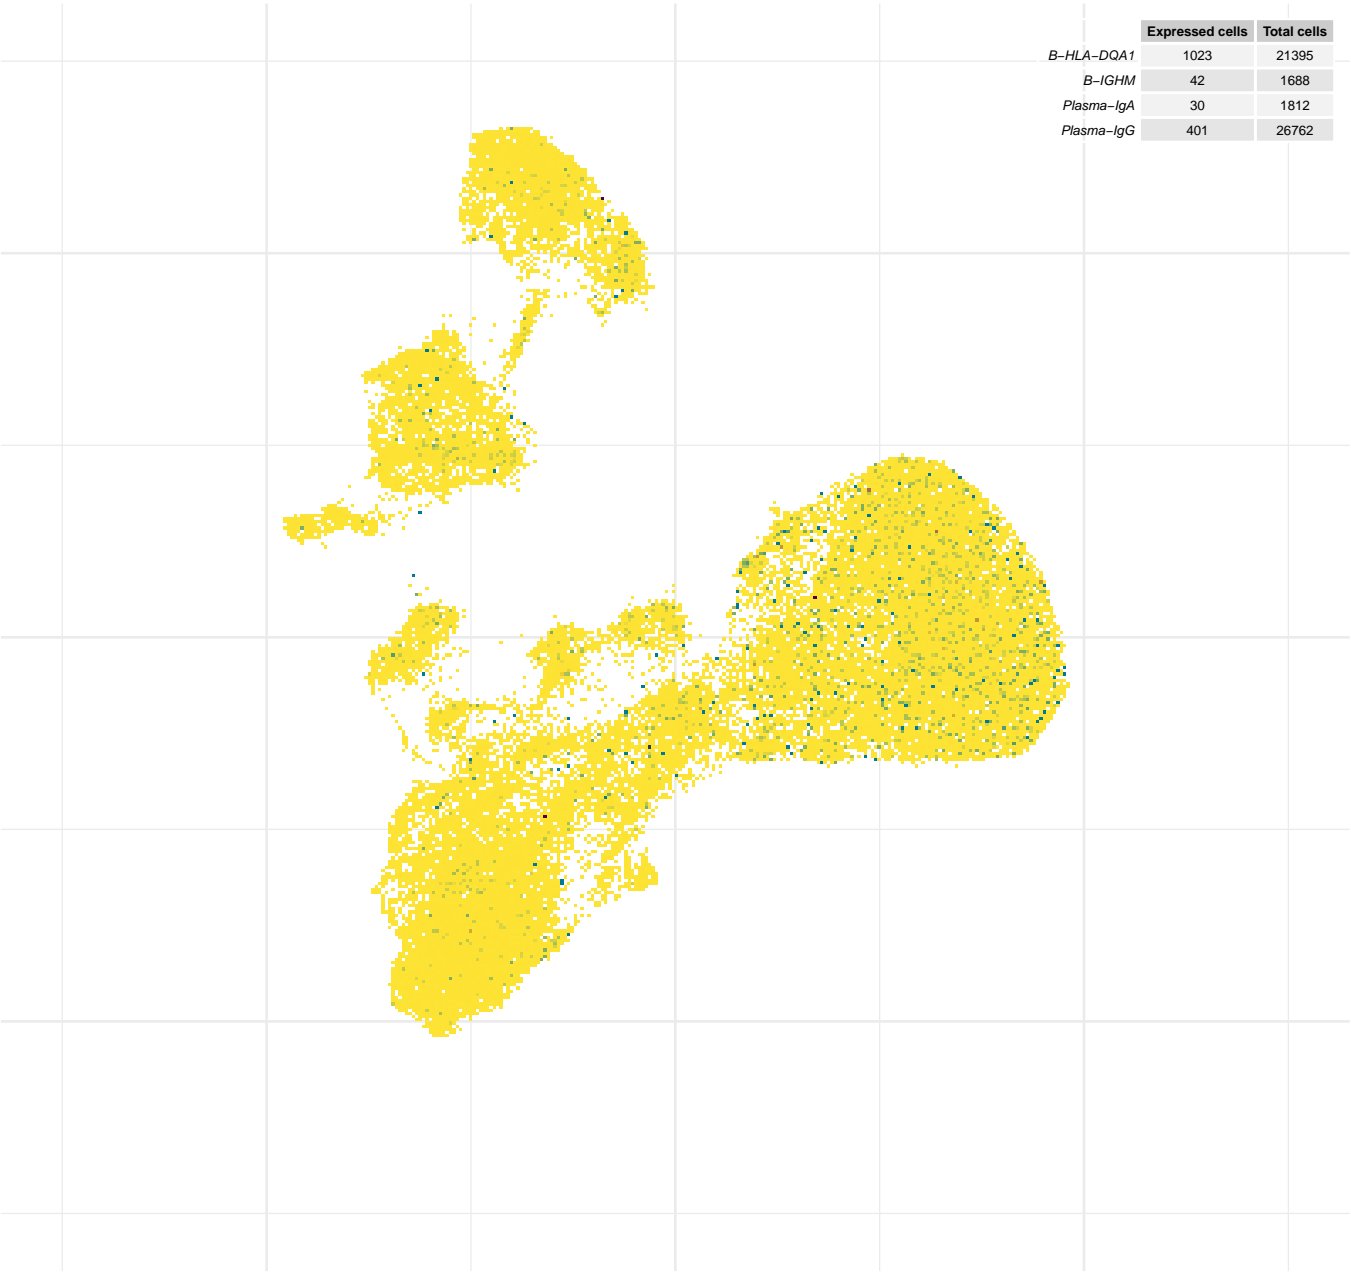 Expressed cells Total cells
B−HLA−DQA1 1023 21395
B−IGHM 42 1688
Plasma−IgA 30 1812
Plasma−IgG 401 26762